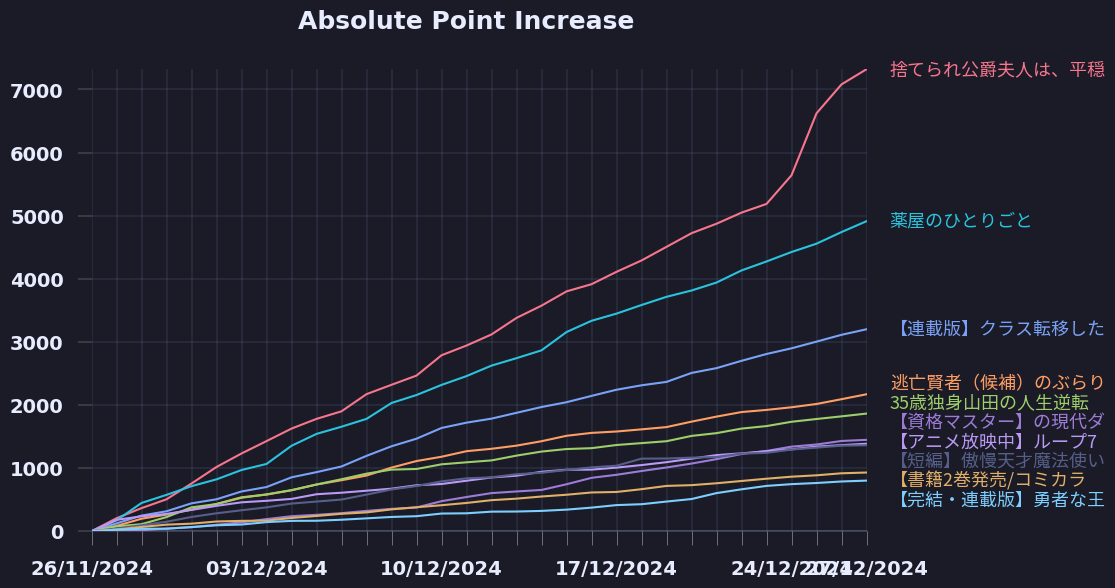 Absolute Point Increase
7000
6000
5000
4000
3000
2000
1000
0
捨てられ公爵夫人は、平穏
薬屋のひとりごと
【連載版】クラス転移した
逃亡賢者（候補）のぶらり
35歳独身山田の人生逆転
【資格マスター】の現代ダ
【アニメ放映中】ループ7
【短編】傲慢天才魔法使い
【書籍2巻発売/コミカラ
【完結・連載版】勇者な王
26/11/2024
03/12/2024
10/12/2024
17/12/2024
24/12/2024
27/12/2024